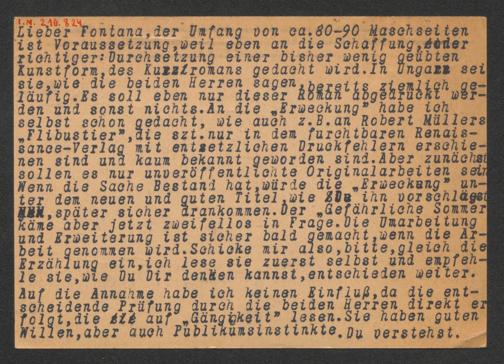 I.N. 210.824
Lieber Fontana,der Umfang von ca.80-90 Maschseiten
ist Voraussetzung,weil eben an die Schaffung,oder
richtiger:Durchsetzung einer bisher wenig geübten
Kunstform,des Kurzromans gedacht wird.In Ungarn sei
sie,wie die beiden Herren sagen,bereits ziemlich ge-
läufig.Es soll eben nur dieser Roman abgedruckt wer-
den und sonst nichts.An die „Erweckung" habe ich
selbst schon gedacht, wie auch z.B.an Robert Müllers
„Flibustier",die szt.nur in dem furchtbaren Renais-
sance-Verlag mit entsetzlichen Druckfehlern erschie-
nen sind und kaum bekannt geworden sind.Aber zunächst
sollen es nur unveröffentlichte Originalarbeiten sein
Wenn die Sache Bestand hat,würde die „Erweckung" un-
ter dem neuen und guten Titel,wie Du ihn vorschlägst
,später sicher drankommen.Der „Gefährliche Sommer
käme aber jetzt zweifellos in Frage.Die Umarbeitung
und Erweiterung ist sicher bald gemacht,wenn die Ar-
beit genommen wird.Schicke mir also,bitte,gleich die
Erzählung ein,ich lese sie zuerst selbst und empfeh-
le sie,wie Du Dir denken kannst,entschieden weiter.
Auf die Annahme habe ich keinen Einfluß,da die ent-
scheidende Prüfung durch die beiden Herren direkt er
folgt,die auf „Gängigkeit" lesen.Sie haben guten
Willen,aber auch Publikumsinstinkte.Du verstehst.